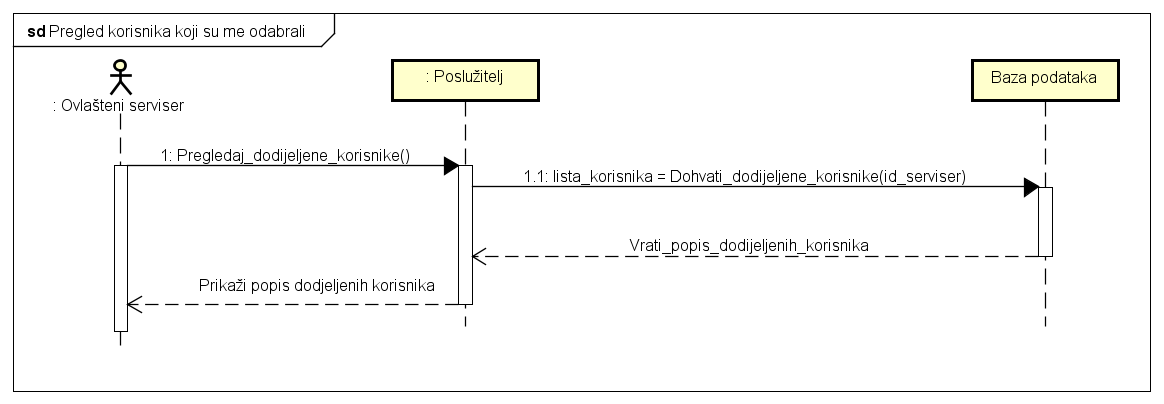 sd Pregled korisnika koji su me odabrali
: Ovlašteni serviser
: Poslužitelj
Baza podataka
1: Pregledaj_dodijeljene_korisnike()
1.1: lista_korisnika = Dohvati_dodijeljene_korisnike(id_serviser)
Vrati_popis_dodijeljenih_korisnika
Prikaži popis dodjeljenih korisnika